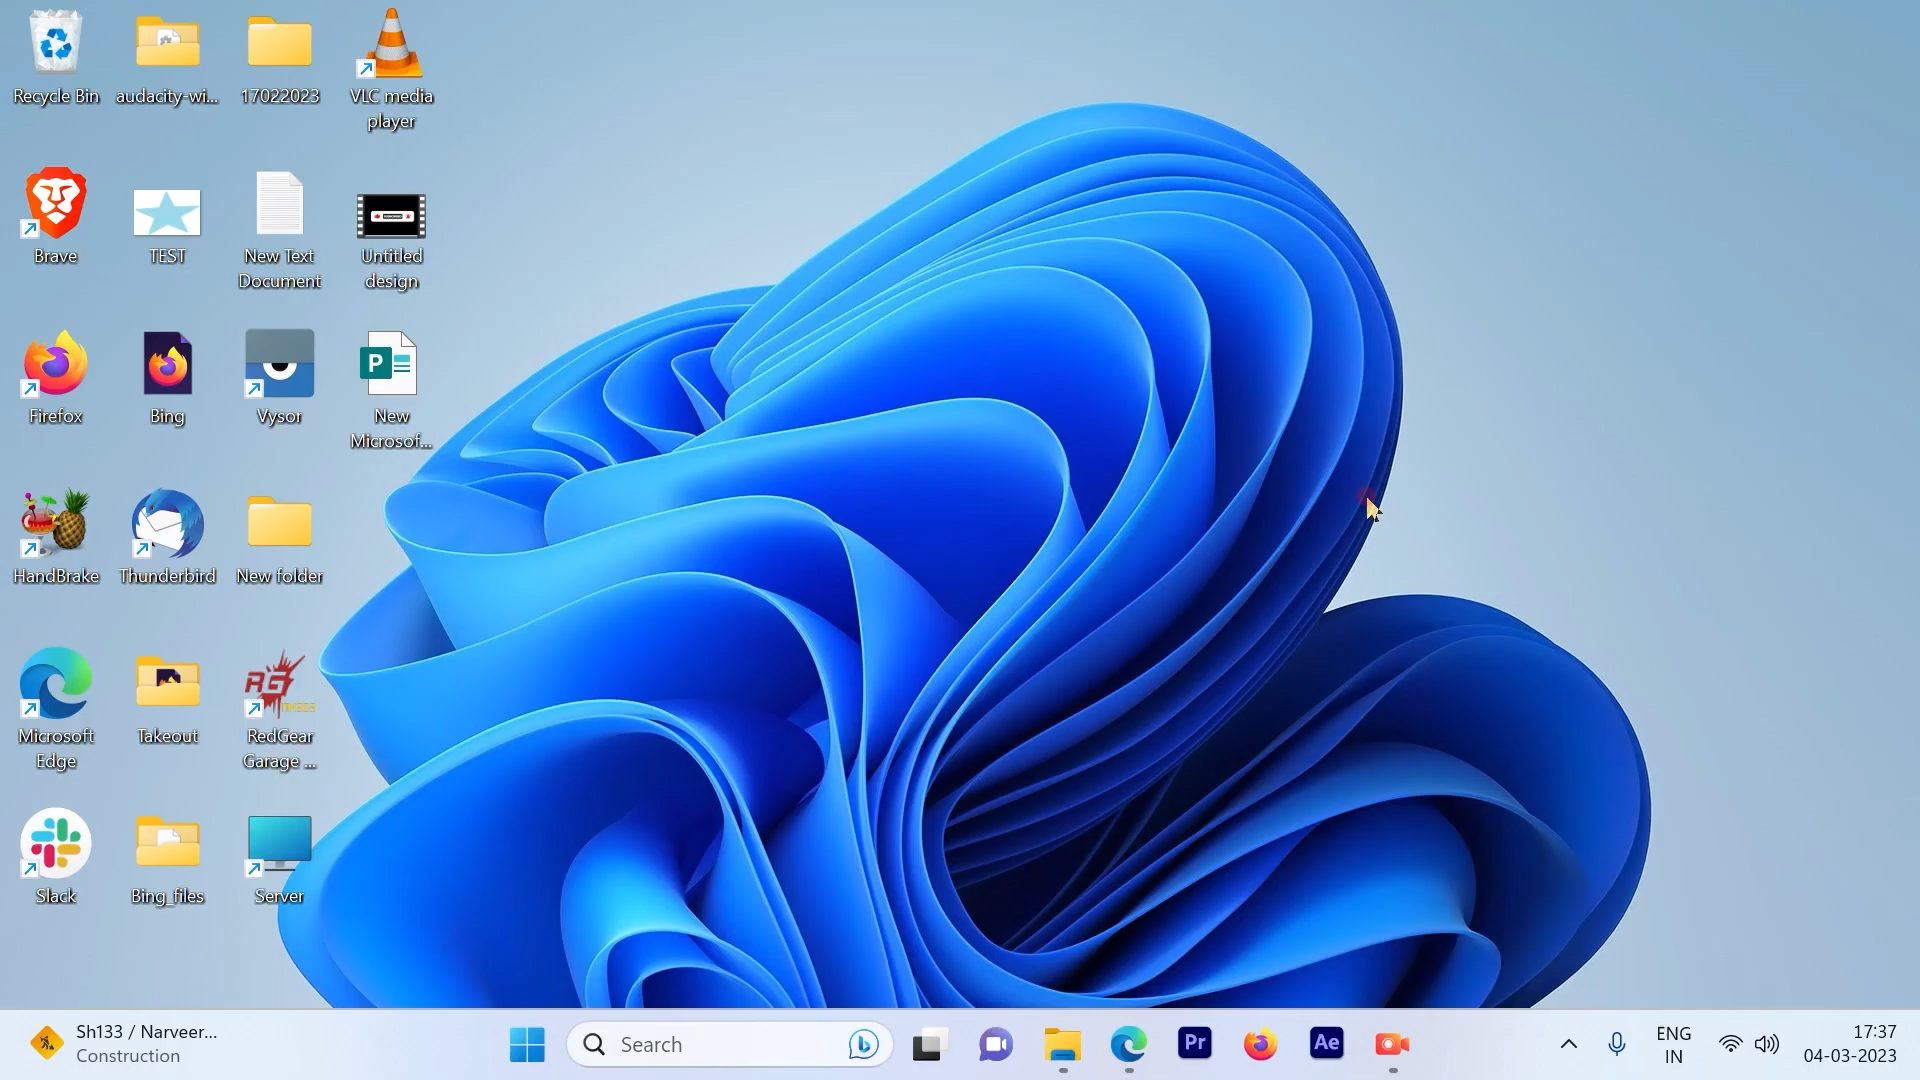 Recycle Bin
audacity-wi...
17022023
VLC media
player
Brave
TEST
New Text
Document
Untitled
design
Firefox
Bing
Vysor
P
New
Microsof...
HandBrake
Thunderbird
New folder
Microsoft
Edge
Takeout
RG
RedGear
Garage ...
Slack
Bing_files
Server
Sh133 / Narveer...
Construction
Search
Pr
Ae
ENG
IN
17:37
04-03-2023